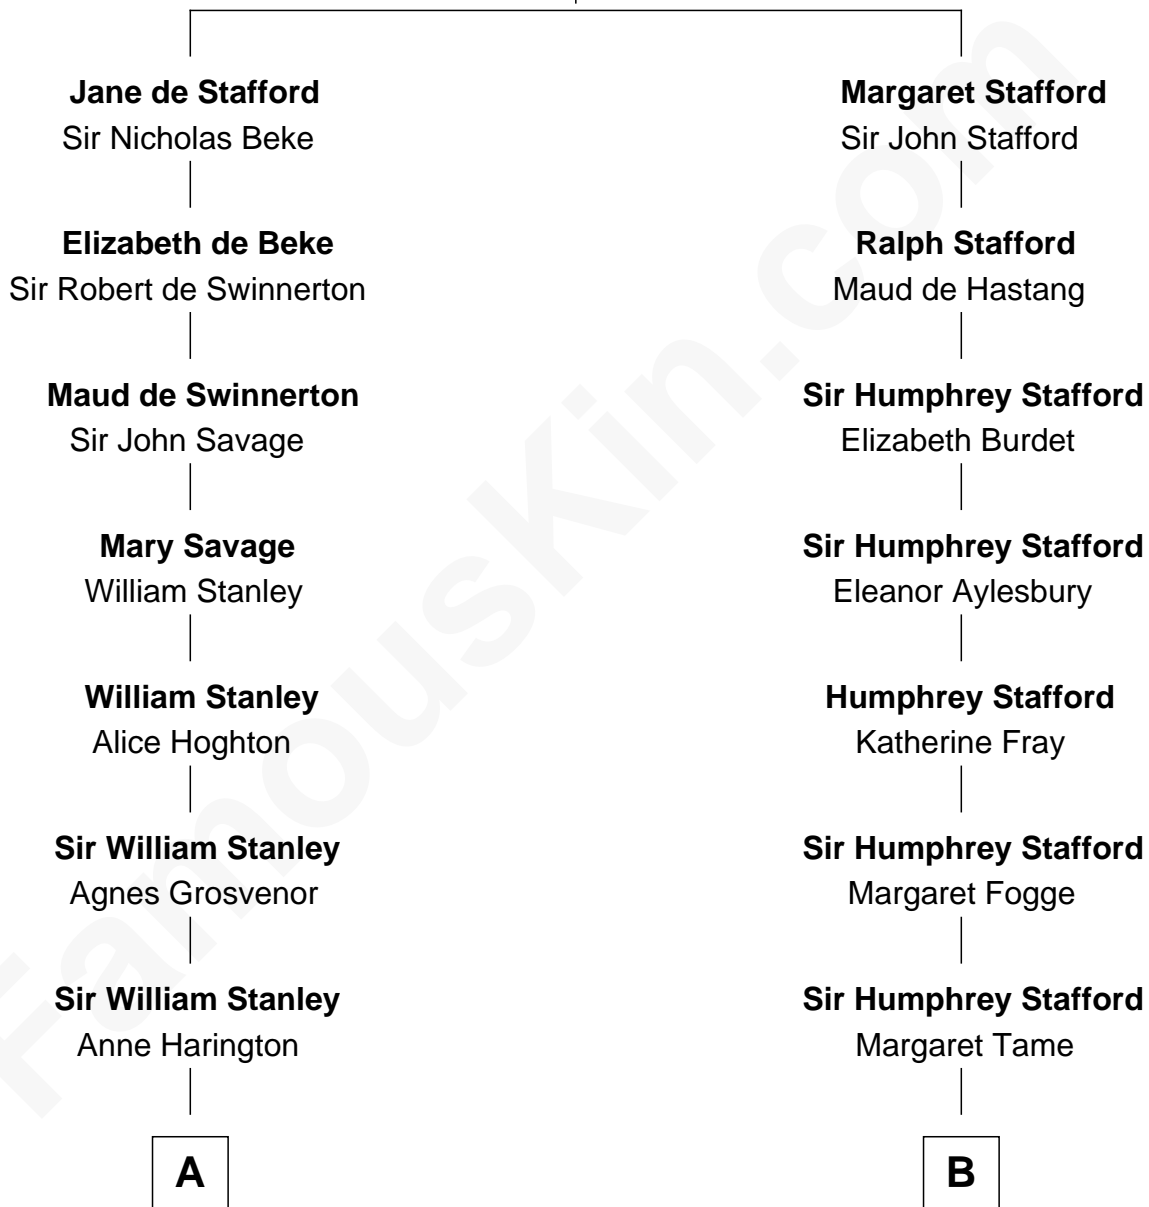 Jane de Stafford
Sir Nicholas Beke
Elizabeth de Beke
Sir Robert de Swinnerton
Maud de Swinnerton
Sir John Savage
Mary Savage
William Stanley
William Stanley
Alice Hoghton
Sir William Stanley
Agnes Grosvenor
Sir William Stanley
Anne Harington
A
Margaret Stafford
Sir John Stafford
Ralph Stafford
Maud de Hastang
Sir Humphrey Stafford
Elizabeth Burdet
Sir Humphrey Stafford
Eleanor Aylesbury
Humphrey Stafford
Katherine Fray
Sir Humphrey Stafford
Margaret Fogge
Sir Humphrey Stafford
Margaret Tame
B
FamousKin.com